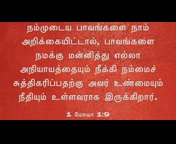 நம்முடைய பாவங்களை நாம்
அறிக்கையிட்டால், பாவங்களை
நமக்கு மன்னித்து எல்லா
அநியாயத்தையும் நீக்கி நம்மைச்
சுத்திகரிப்பதற்கு அவர் உண்மையும்
நீதியும் உள்ளவராக இருக்கிறார்.
1 யோவா 1:9